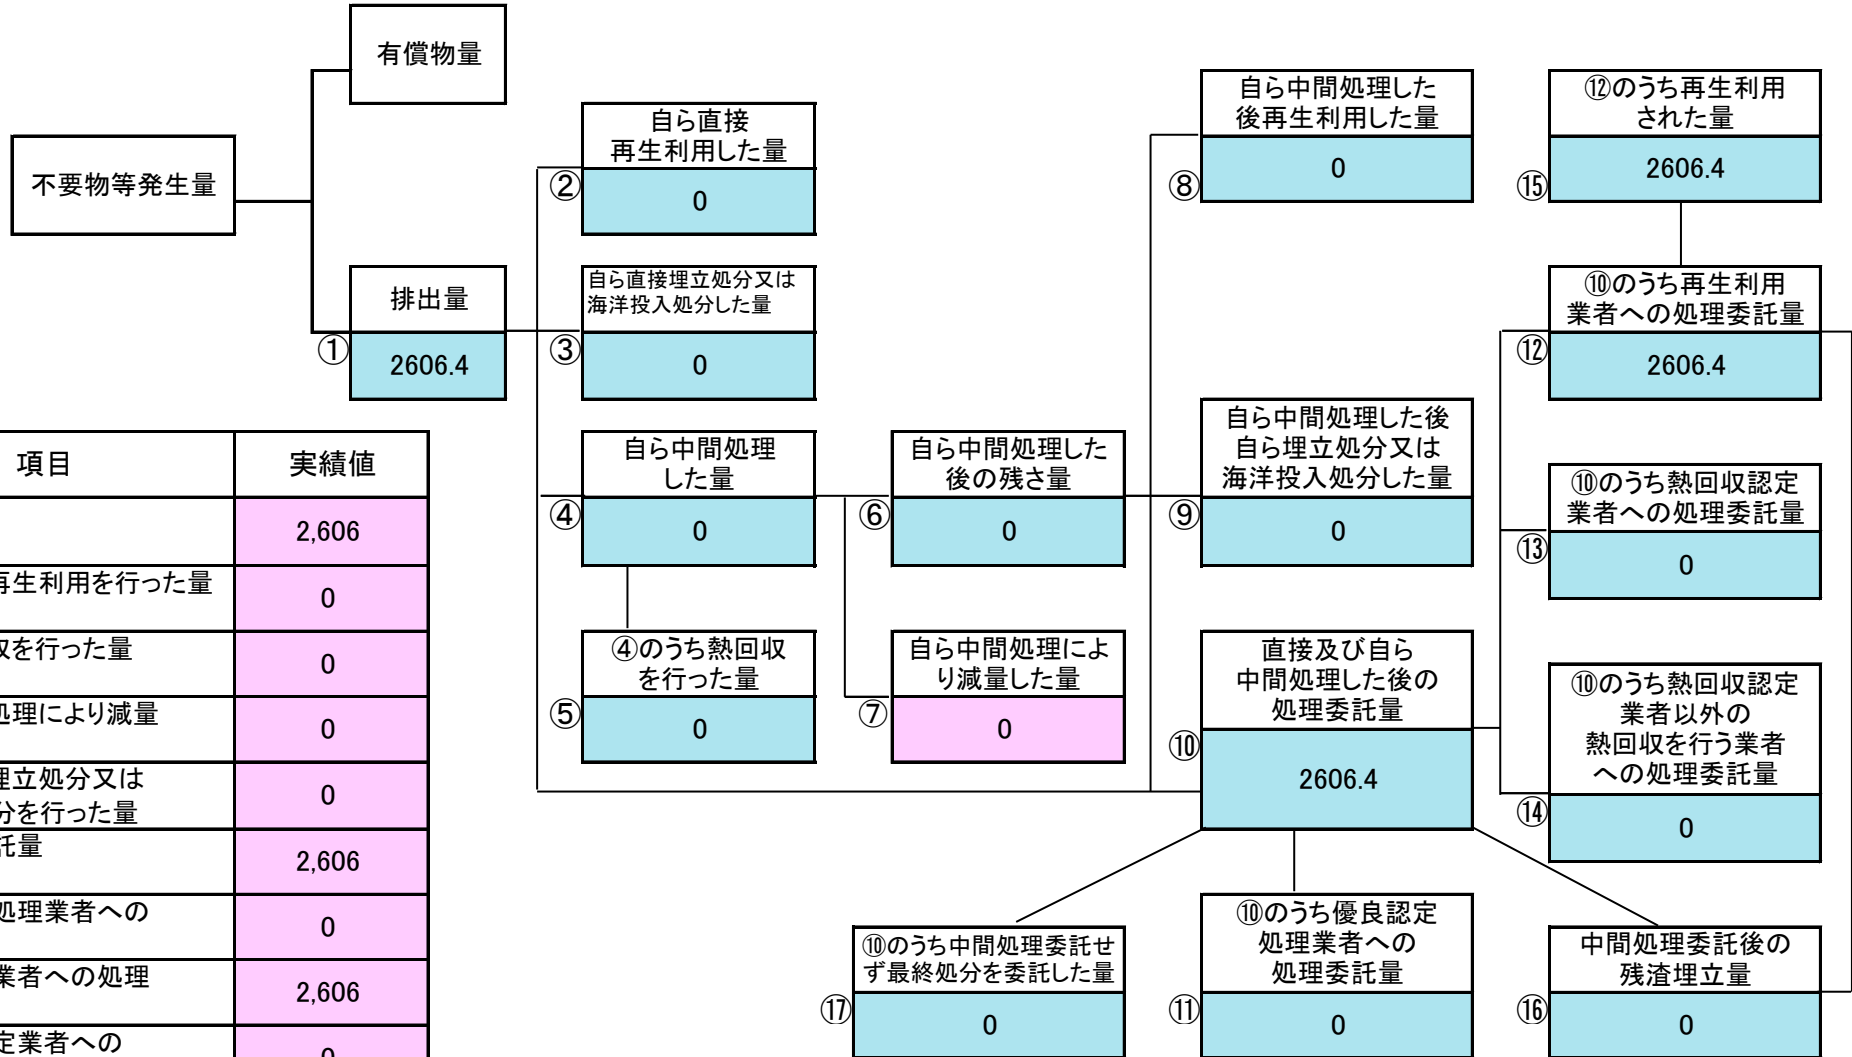 有償物量
不要物等発生量
排出量
①
2606.4
自ら直接
再生利用した量
②
0
自ら直接埋立処分又は
海洋投入処分した量
③
0
自ら中間処理
した量
④
0
④のうち熱回収
を行った量
⑤
0
自ら中間処理した
後の残さ量
⑥
0
自ら中間処理によ
り減量した量
⑦
0
自ら中間処理した
後再生利用した量
⑧
0
自ら中間処理した後
自ら埋立処分又は
海洋投入処分した量
⑨
0
直接及び自ら
中間処理した後の
処理委託量
⑩
2606.4
⑫のうち再生利用
された量
⑮
2606.4
⑩のうち再生利用
業者への処理委託量
⑫
2606.4
⑩のうち熱回収認定
業者への処理委託量
⑬
0
⑩のうち熱回収認定
業者以外の
熱回収を行う業者
への処理委託量
⑭
0
⑩のうち中間処理委託せ
ず最終処分を委託した量
⑰
0
⑩のうち優良認定
処理業者への
処理委託量
⑪
0
中間処理委託後の
残渣埋立量
⑯
0
項目 実績値
2,606
再生利用を行った量 0
を行った量 0
処理により減量 0
埋立処分又は
分を行った量 0
託量 2,606
処理業者への 0
業者への処理 2,606
定業者への 0